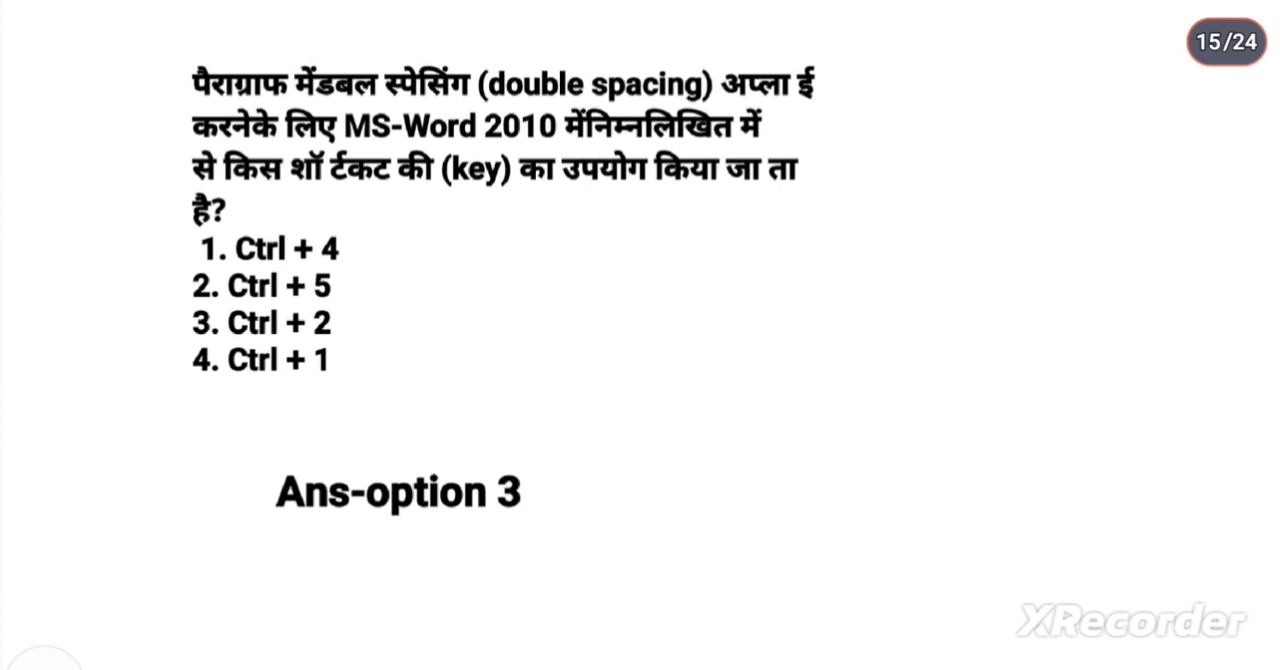 15/24
पैराग्राफ मेंडबल स्पेसिंग (double spacing) अप्ला ई
करनेके लिए MS-Word 2010 मेंनिम्नलिखित में
से किस शॉ र्टकट की (key) का उपयोग किया जा ता
है?
1. Ctrl + 4
2. Ctrl + 5
3. Ctrl + 2
4. Ctrl + 1
Ans-option 3
XRecorder